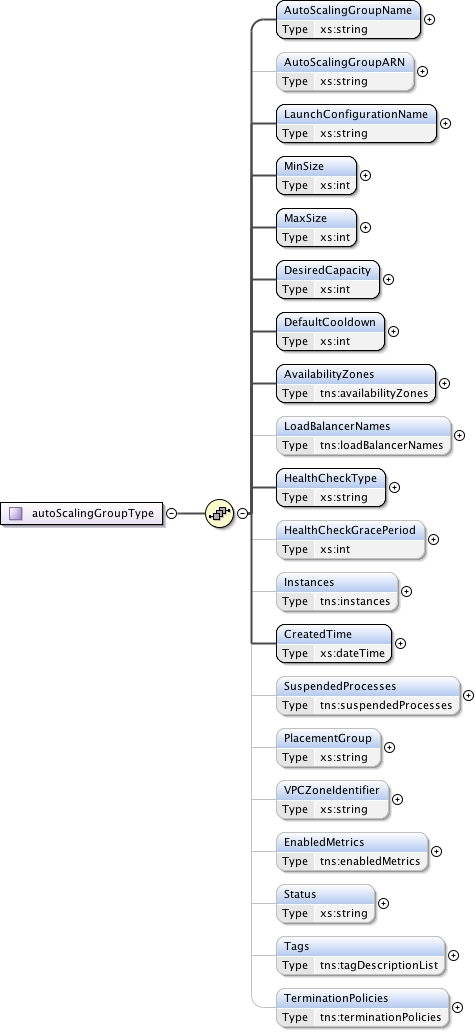 AutoScalingGroupName
Type xs:string
AutoScalingGroupARN
Type xs:string
LaunchConfigurationName
Type xs:string
MinSize
Type xs:int
MaxSize
Type xs:int
DesiredCapacity
Type xs:int
DefaultCooldown
Type xs:int
AvailabilityZones
Type tns:availabilityZones
LoadBalancerNames
Type tns:loadBalancerNames
HealthCheckType
Type xs:string
autoScalingGroupType
HealthCheckGracePeriod
Type xs:int
Instances
Type tns:instances
CreatedTime
Type xs:dateTime
SuspendedProcesses
Type tns:suspendedProcesses
PlacementGroup
Type xs:string
VPCZoneIdentifier
Type xs:string
EnabledMetrics
Type tns:enabledMetrics
Status
Type xs:string
Tags
Type tns:tagDescriptionList
TerminationPolicies
Type tns:terminationPolicies